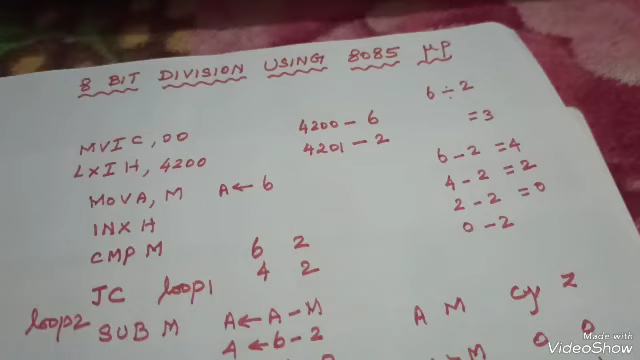 8 BIT DIVISION USING 8085 μP
6 ÷ 2
MVI C, 00 4200 - 6 = 3
LXI H, 4200 4201 - 2
MOV A, M A ← 6 6 - 2 = 4
INX H 4 - 2 = 2
CMP M 6 2 2 - 2 = 0
4 2 0 - 2
JC loop1
loop2 SUB M A ← A - M A M Cy Z
4 ← 6 - 2 0 0
Made with
VideoShow